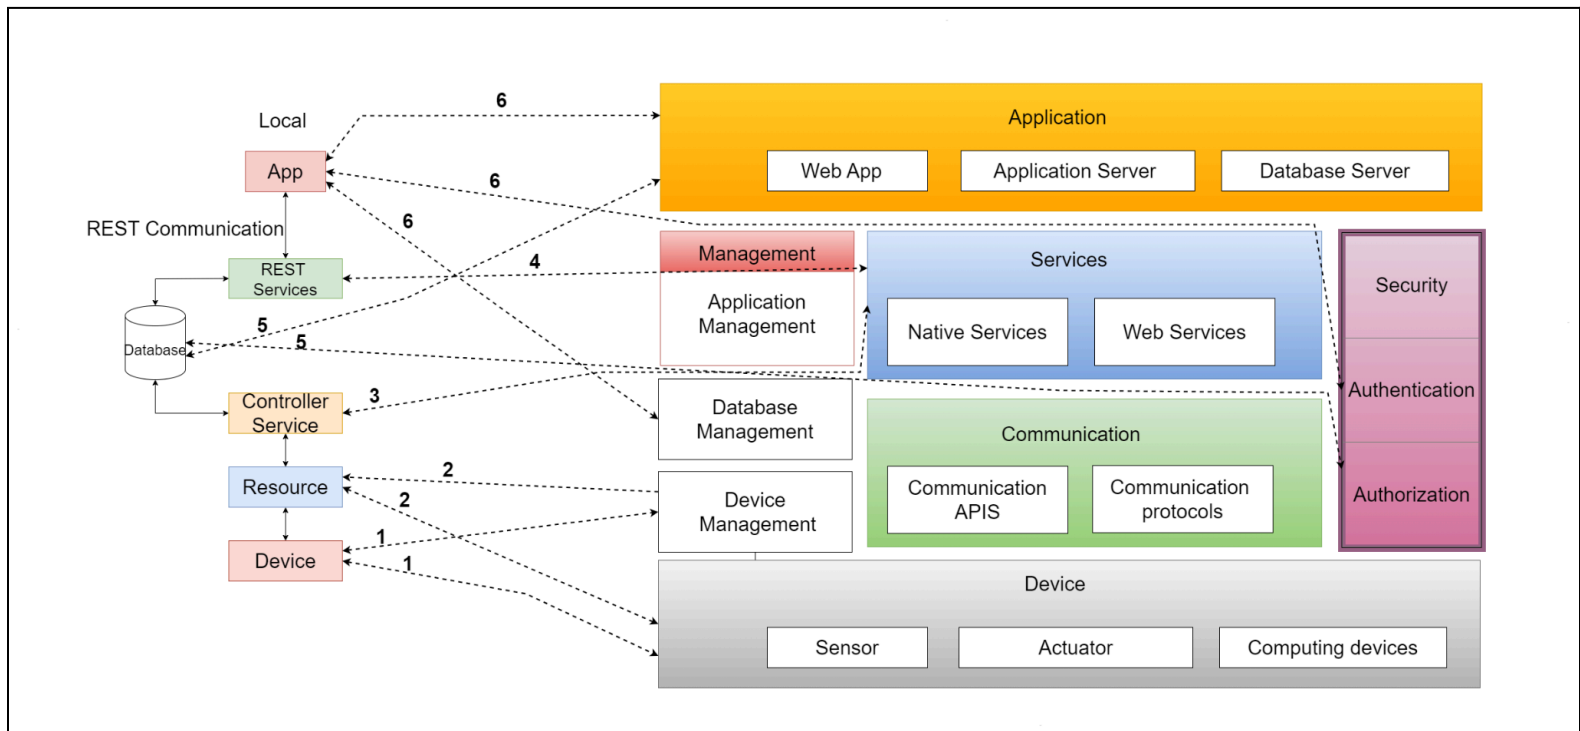 6
Local
Application
App
6
Web App
Application Server
Database Server
6
REST Communication
Management
Services
Security
REST
Services
4
Application
Management
Native Services
Web Services
5
5
Database
Authentication
Controller
Service
3
Database
Management
Communication
Resource
2
2
Device
Management
Communication
APIS
Communication
protocols
Authorization
1
Device
1
Device
Sensor
Actuator
Computing devices